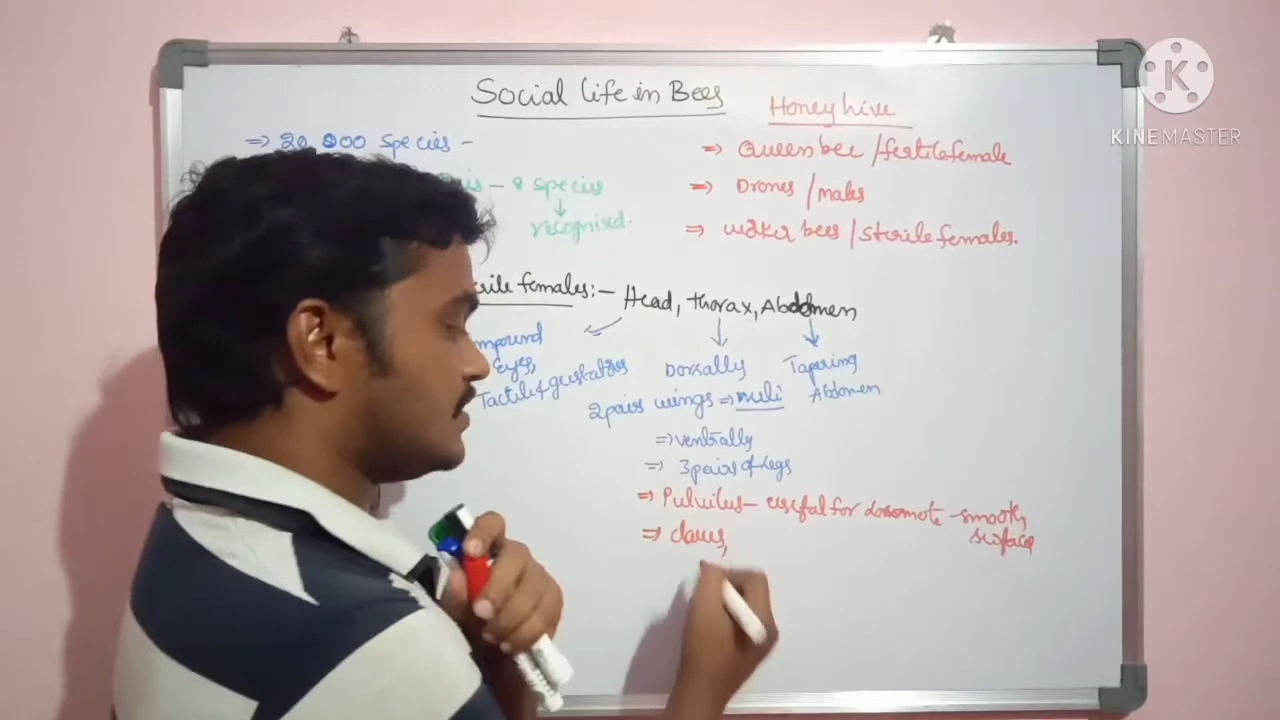 Social life in Bees
Honey hive
⇒ 20 000 Species -
⇒ Queen bee / fertile female
- 8 species
⇒ Drones / males
↓
recognised.
⇒ worker bees / sterile females.
females:- Head, Thorax, Abdomen
eyes,
Tactile & gustatory
Dorsally
2 pairs wings ⇒
Tapering
Abdomen
⇒ ventrally
⇒ 3 pairs of legs
⇒ Pulvilus - useful for locomote - smooth
surface
⇒ claws,
K
KINEMASTER